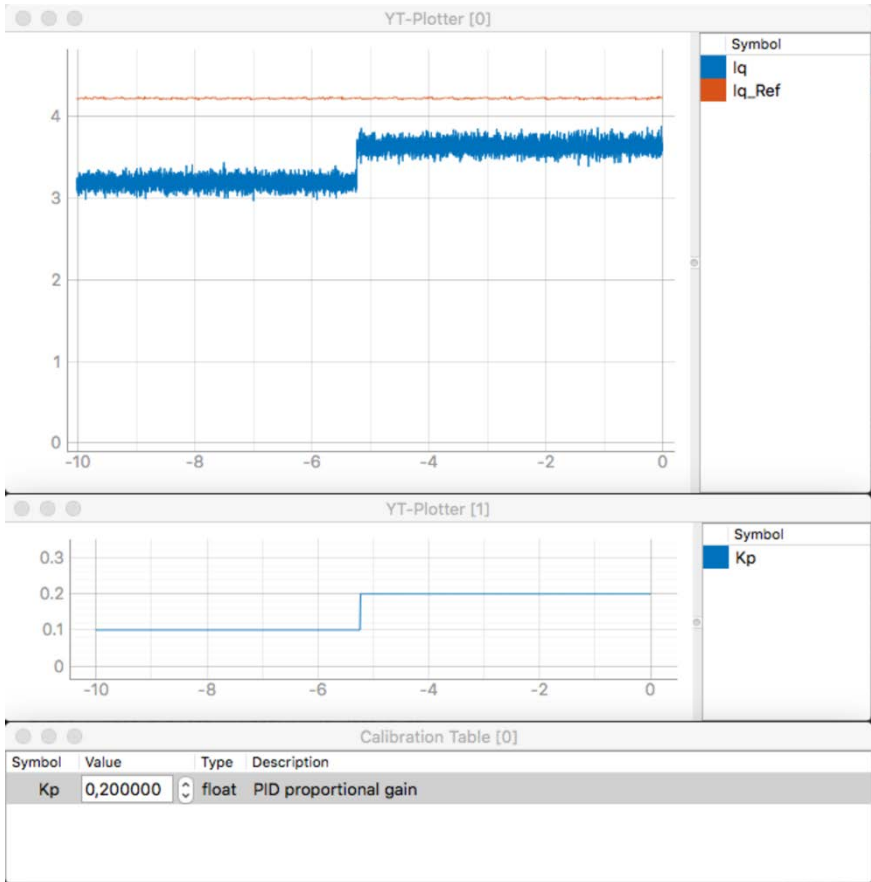 YT-Plotter [0]
Symbol
Iq
Iq_Ref
4
3
2
1
0
-10 -8 -6 -4 -2 0
YT-Plotter [1]
Symbol
Kp
0.3
0.2
0.1
0
-10 -8 -6 -4 -2 0
Calibration Table [0]
Symbol Value Type Description
Kp 0,200000 float PID proportional gain